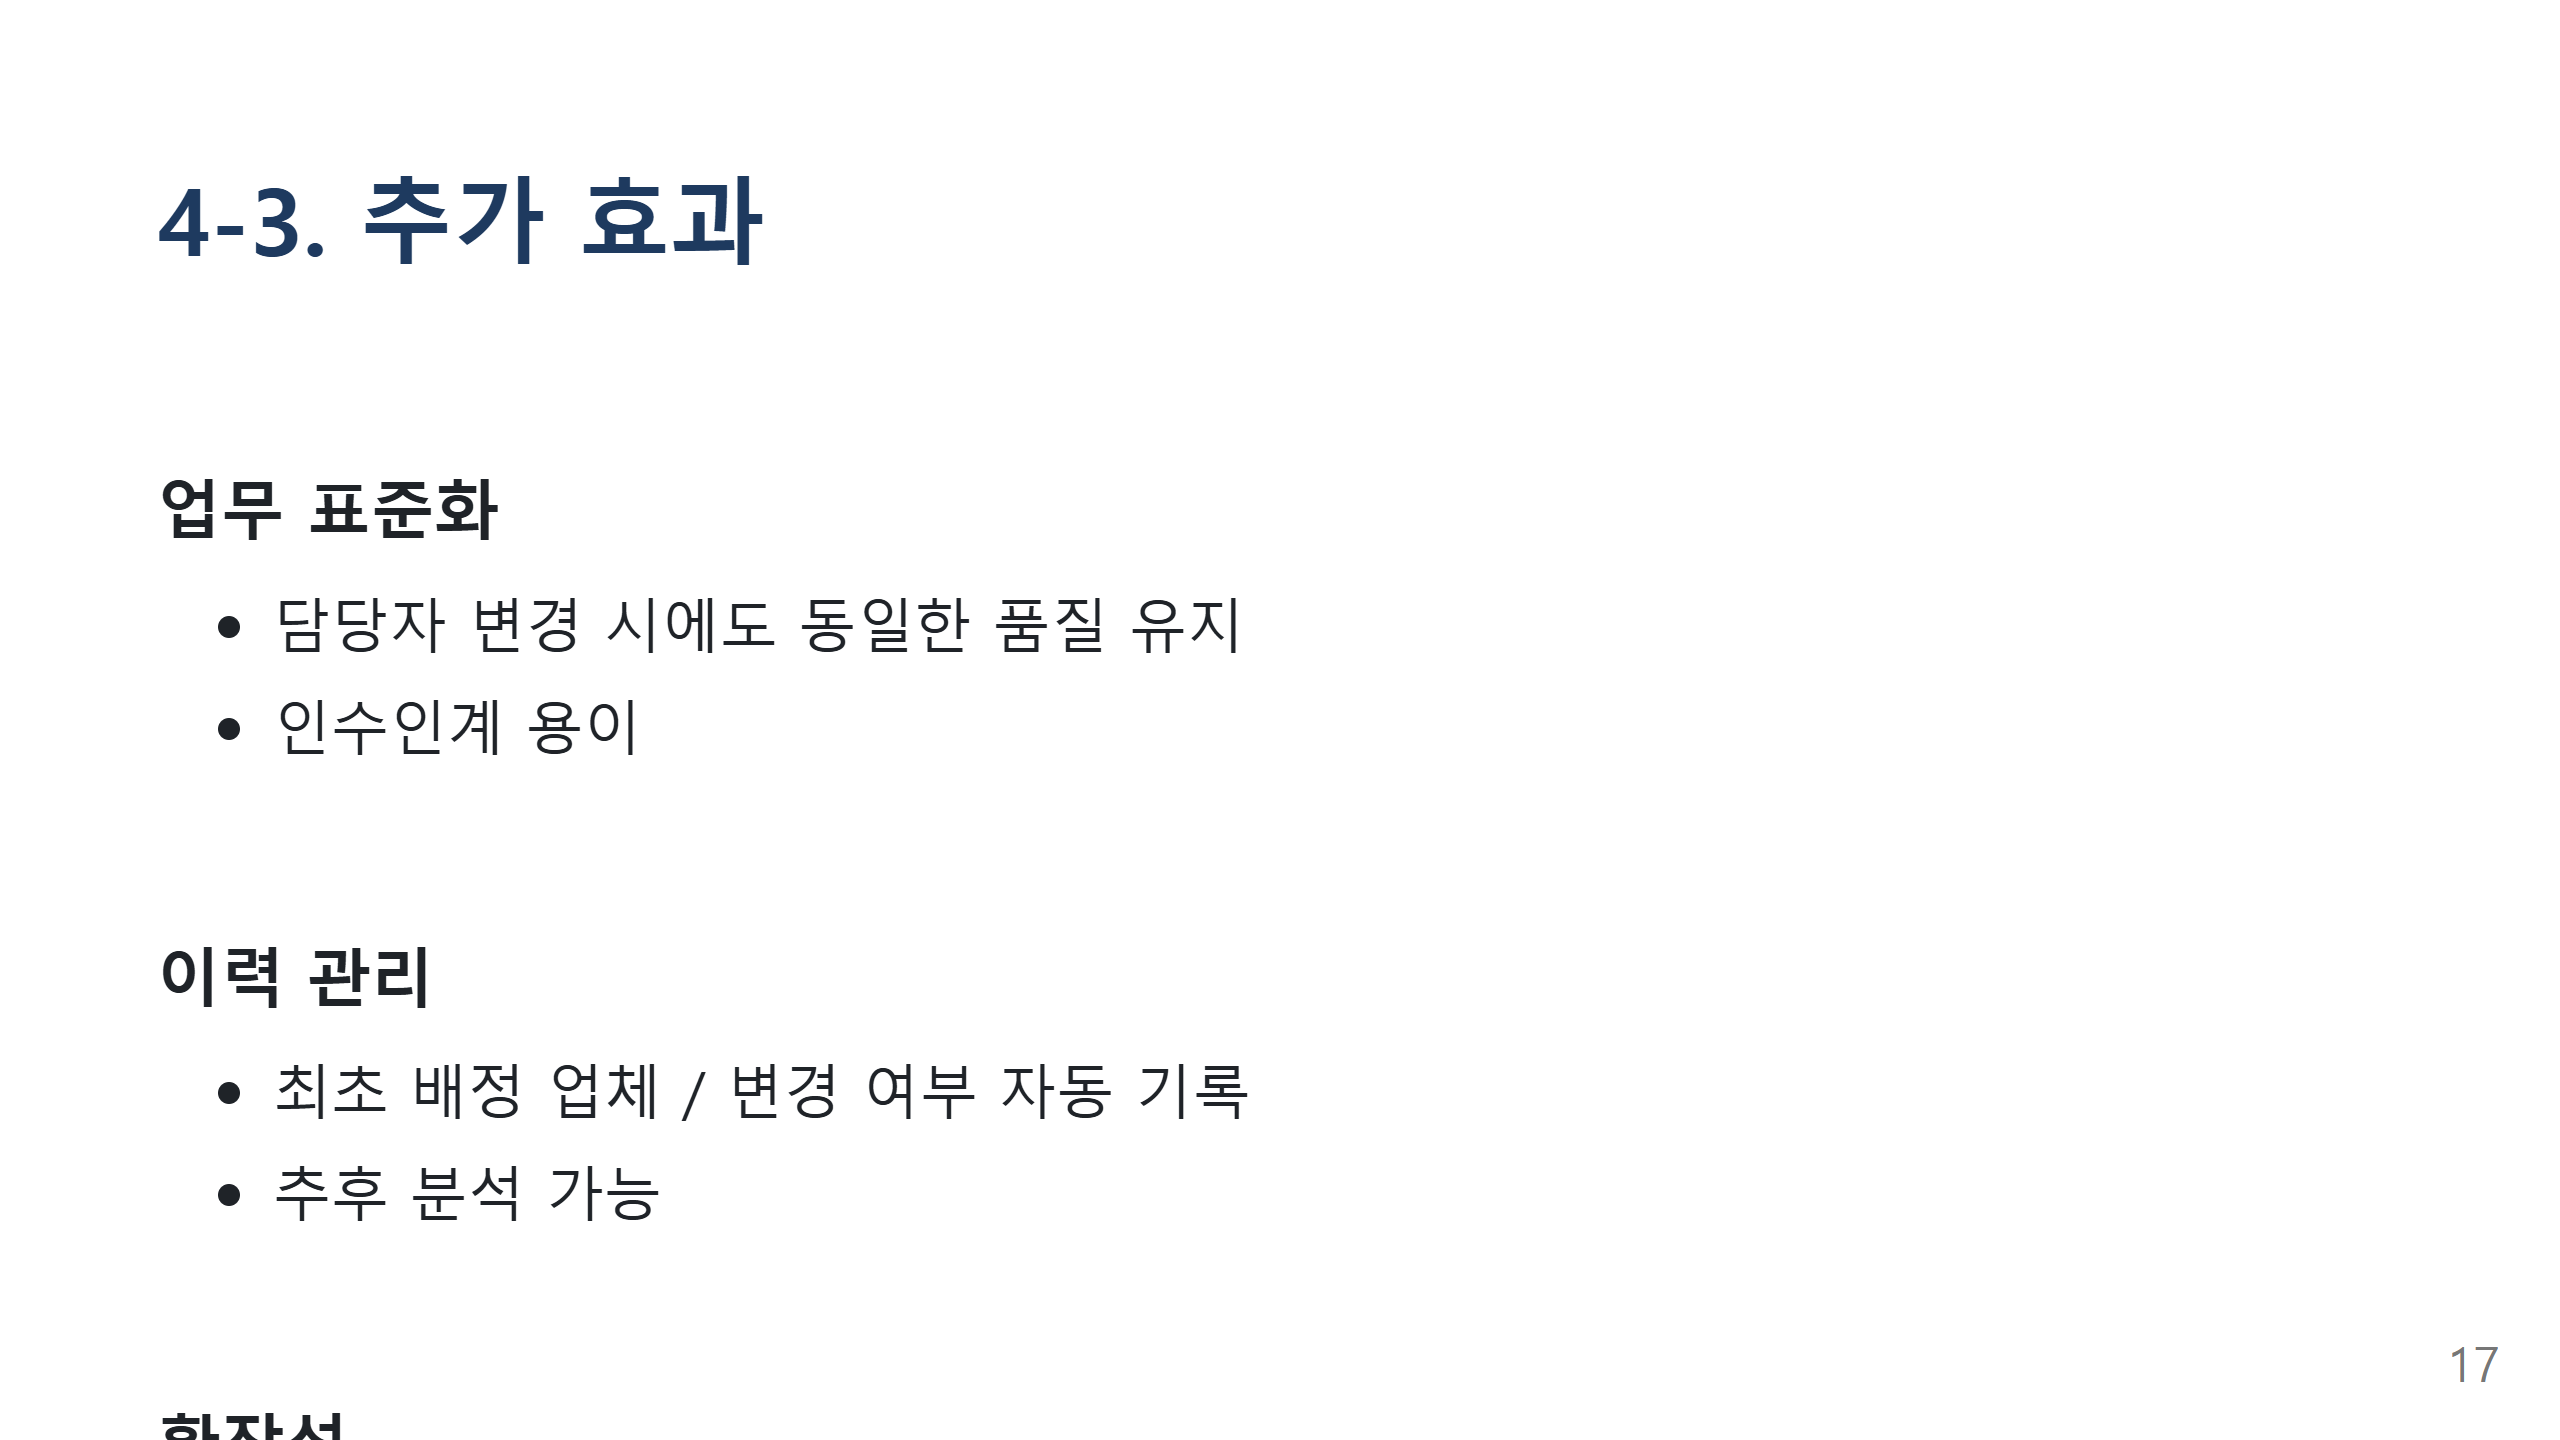 4-3. 추가 효과
업무 표준화
• 담당자 변경 시에도 동일한 품질 유지
• 인수인계 용이
이력 관리
• 최초 배정 업체 / 변경 여부 자동 기록
• 추후 분석 가능
17